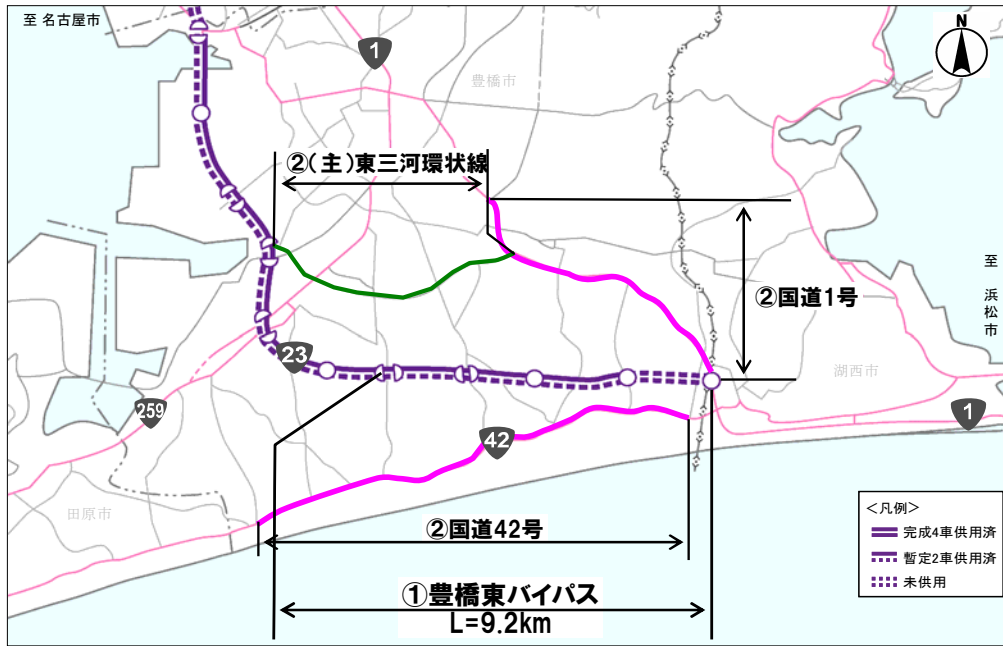 至 名古屋市
N
1
豊橋市
②(主)東三河環状線
至 浜松市
②国道1号
23
湖西市
259
42
1
田原市
②国道42号
①豊橋東バイパス
L=9.2km
<凡例>
完成4車供用済
暫定2車供用済
未供用